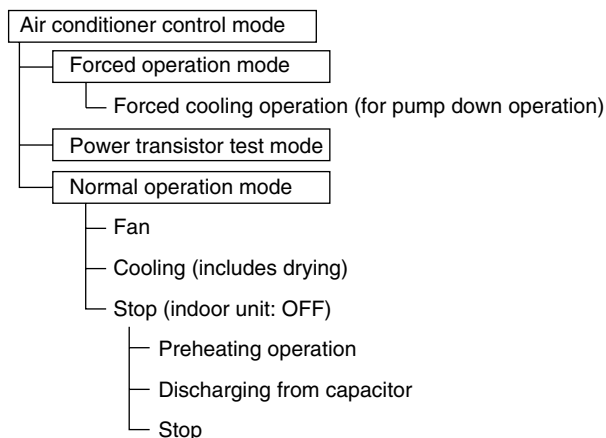 Air conditioner control mode
Forced operation mode
Forced cooling operation (for pump down operation)
Power transistor test mode
Normal operation mode
Fan
Cooling (includes drying)
Stop (indoor unit: OFF)
Preheating operation
Discharging from capacitor
Stop